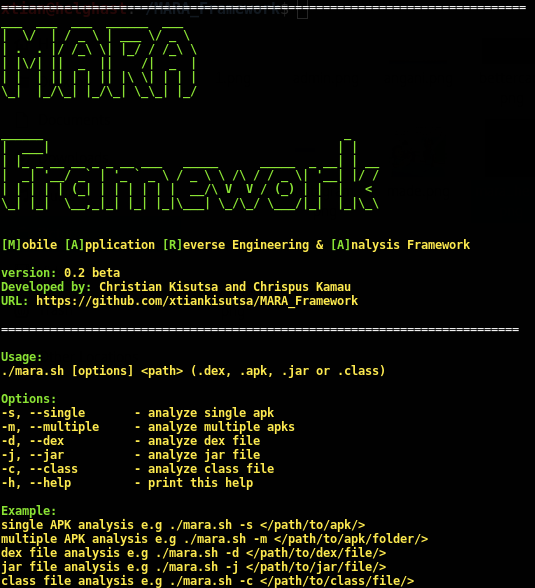 MARA
Framework
[M]obile [A]pplication [R]everse Engineering & [A]nalysis Framework
version: 0.2 beta
Developed by: Christian Kisutsa and Chrispus Kamau
URL: https://github.com/xtiankisutsa/MARA_Framework
Usage:
./mara.sh [options] <path> (.dex, .apk, .jar or .class)
Options:
-s, --single - analyze single apk
-m, --multiple - analyze multiple apks
-d, --dex - analyze dex file
-j, --jar - analyze jar file
-c, --class - analyze class file
-h, --help - print this help
Example:
single APK analysis e.g ./mara.sh -s </path/to/apk/>
multiple APK analysis e.g ./mara.sh -m </path/to/apk/folder/>
dex file analysis e.g ./mara.sh -d </path/to/dex/file/>
jar file analysis e.g ./mara.sh -j </path/to/jar/file/>
class file analysis e.g ./mara.sh -c </path/to/class/file/>